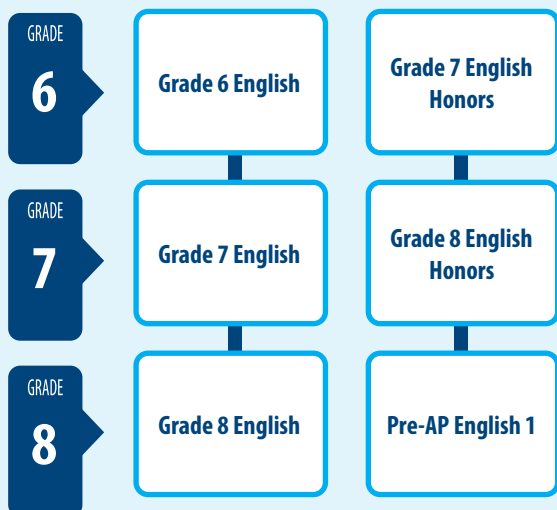 GRADE
6
Grade 6 English
Grade 7 English
Honors
GRADE
7
Grade 7 English
Grade 8 English
Honors
GRADE
8
Grade 8 English
Pre-AP English 1